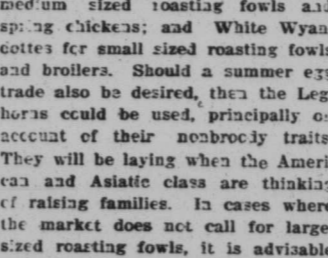 medium sized roasting fowls and
spring chickens; and White Wyan
dottes for small sized roasting fowls
and broilers. Should a summer egg
trade also be desired, then the Leg
horns could be used, principally on
account of their nonbroody traits
They will be laying when the Ameri
can and Asiatic class are thinking
of raising families. In cases where
the market does not call for large
sized roasting fowls, it is advisable